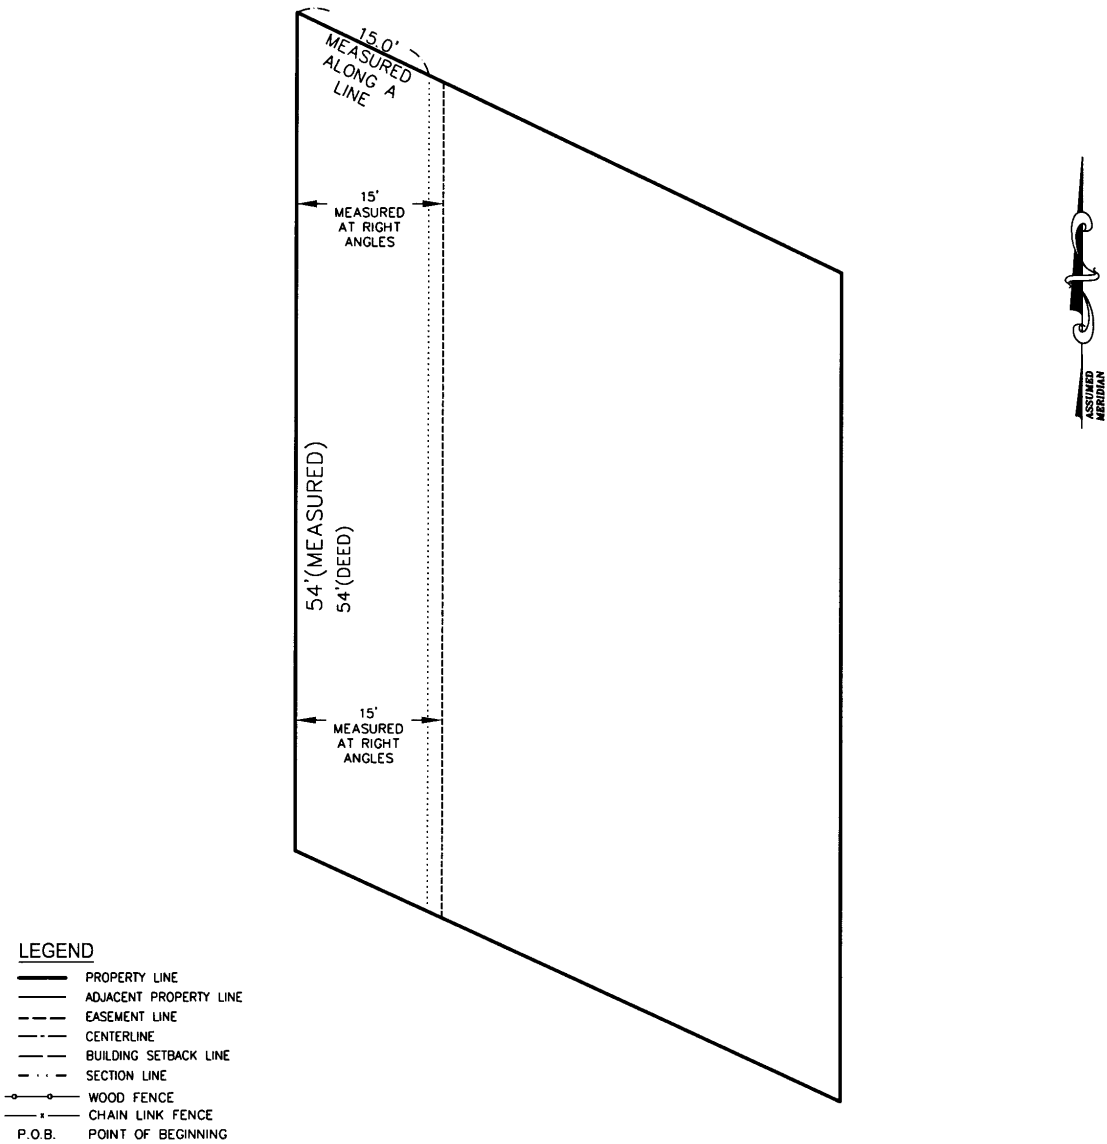 15.0'
MEASURED
ALONG A
LINE
15'
MEASURED
AT RIGHT
ANGLES
ASSUMED
MERIDIAN
54'(MEASURED)
54'(DEED)
15'
MEASURED
AT RIGHT
ANGLES
LEGEND
PROPERTY LINE
ADJACENT PROPERTY LINE
EASEMENT LINE
CENTERLINE
BUILDING SETBACK LINE
SECTION LINE
WOOD FENCE
x CHAIN LINK FENCE
P.O.B. POINT OF BEGINNING